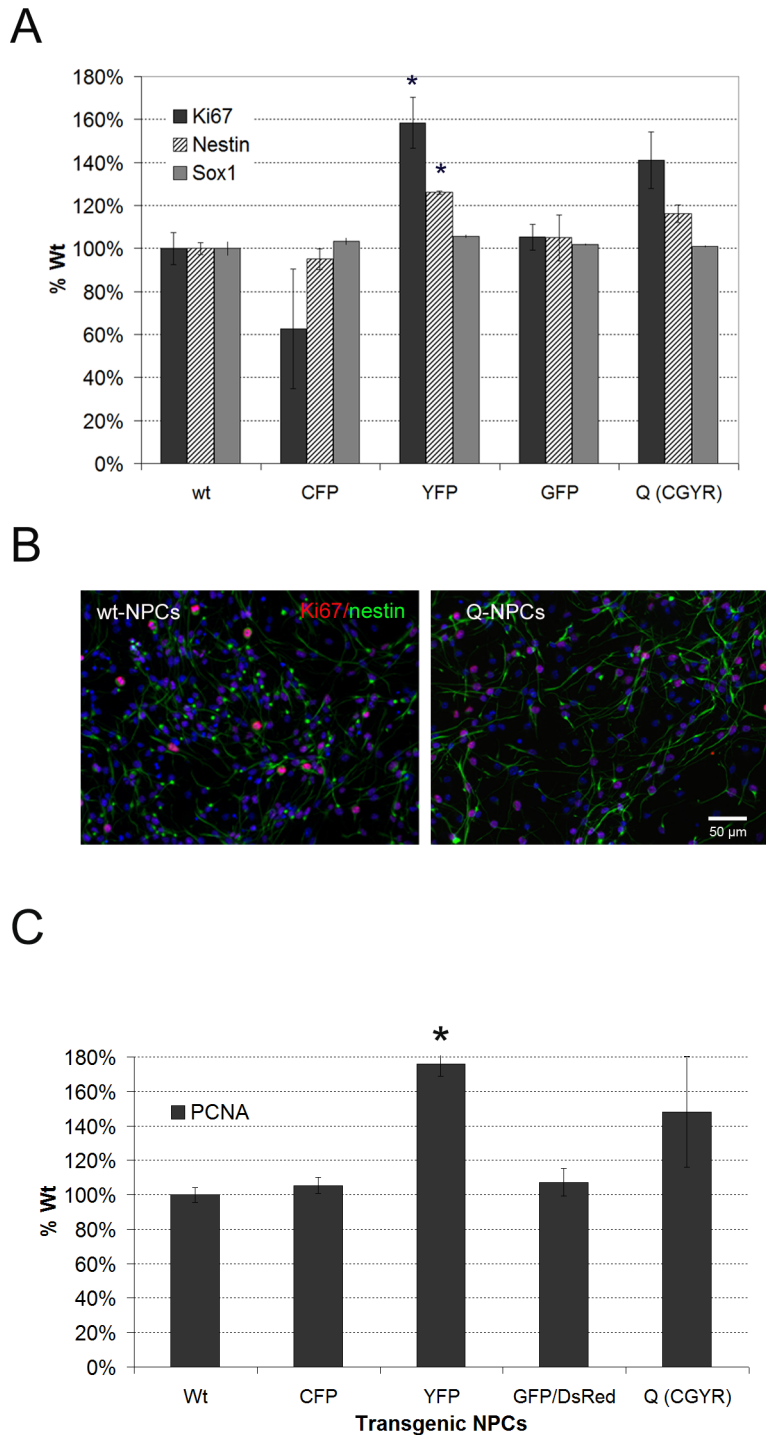 A
180%
160%
140%
120%
100%
80%
60%
40%
20%
0%
% Wt
Ki67
Nestin
Sox1
*
*
wt CFP YFP GFP Q (CGYR)
B
wt-NPCs Ki67/nestin
Q-NPCs
50 µm
C
180%
160%
140%
120%
100%
80%
60%
40%
20%
0%
% Wt
PCNA
*
Wt CFP YFP GFP/DsRed Q (CGYR)
Transgenic NPCs